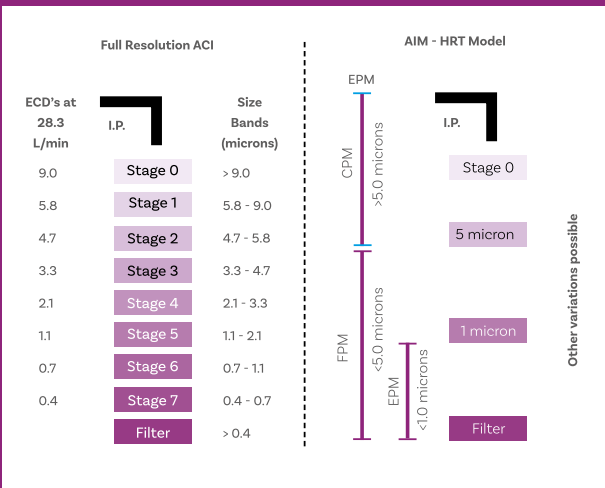 Full Resolution ACI
ECD's at
28.3
L/min
I.P.
Size
Bands
(microns)
9.0 Stage 0 > 9.0
5.8 Stage 1 5.8 - 9.0
4.7 Stage 2 4.7 - 5.8
3.3 Stage 3 3.3 - 4.7
2.1 Stage 4 2.1 - 3.3
1.1 Stage 5 1.1 - 2.1
0.7 Stage 6 0.7 - 1.1
0.4 Stage 7 0.4 - 0.7
Filter > 0.4
AIM - HRT Model
EPM
CPM
>5.0 microns
I.P.
Stage 0
5 micron
FPM
<5.0 microns
1 micron
EPM
<1.0 microns
Filter
Other variations possible